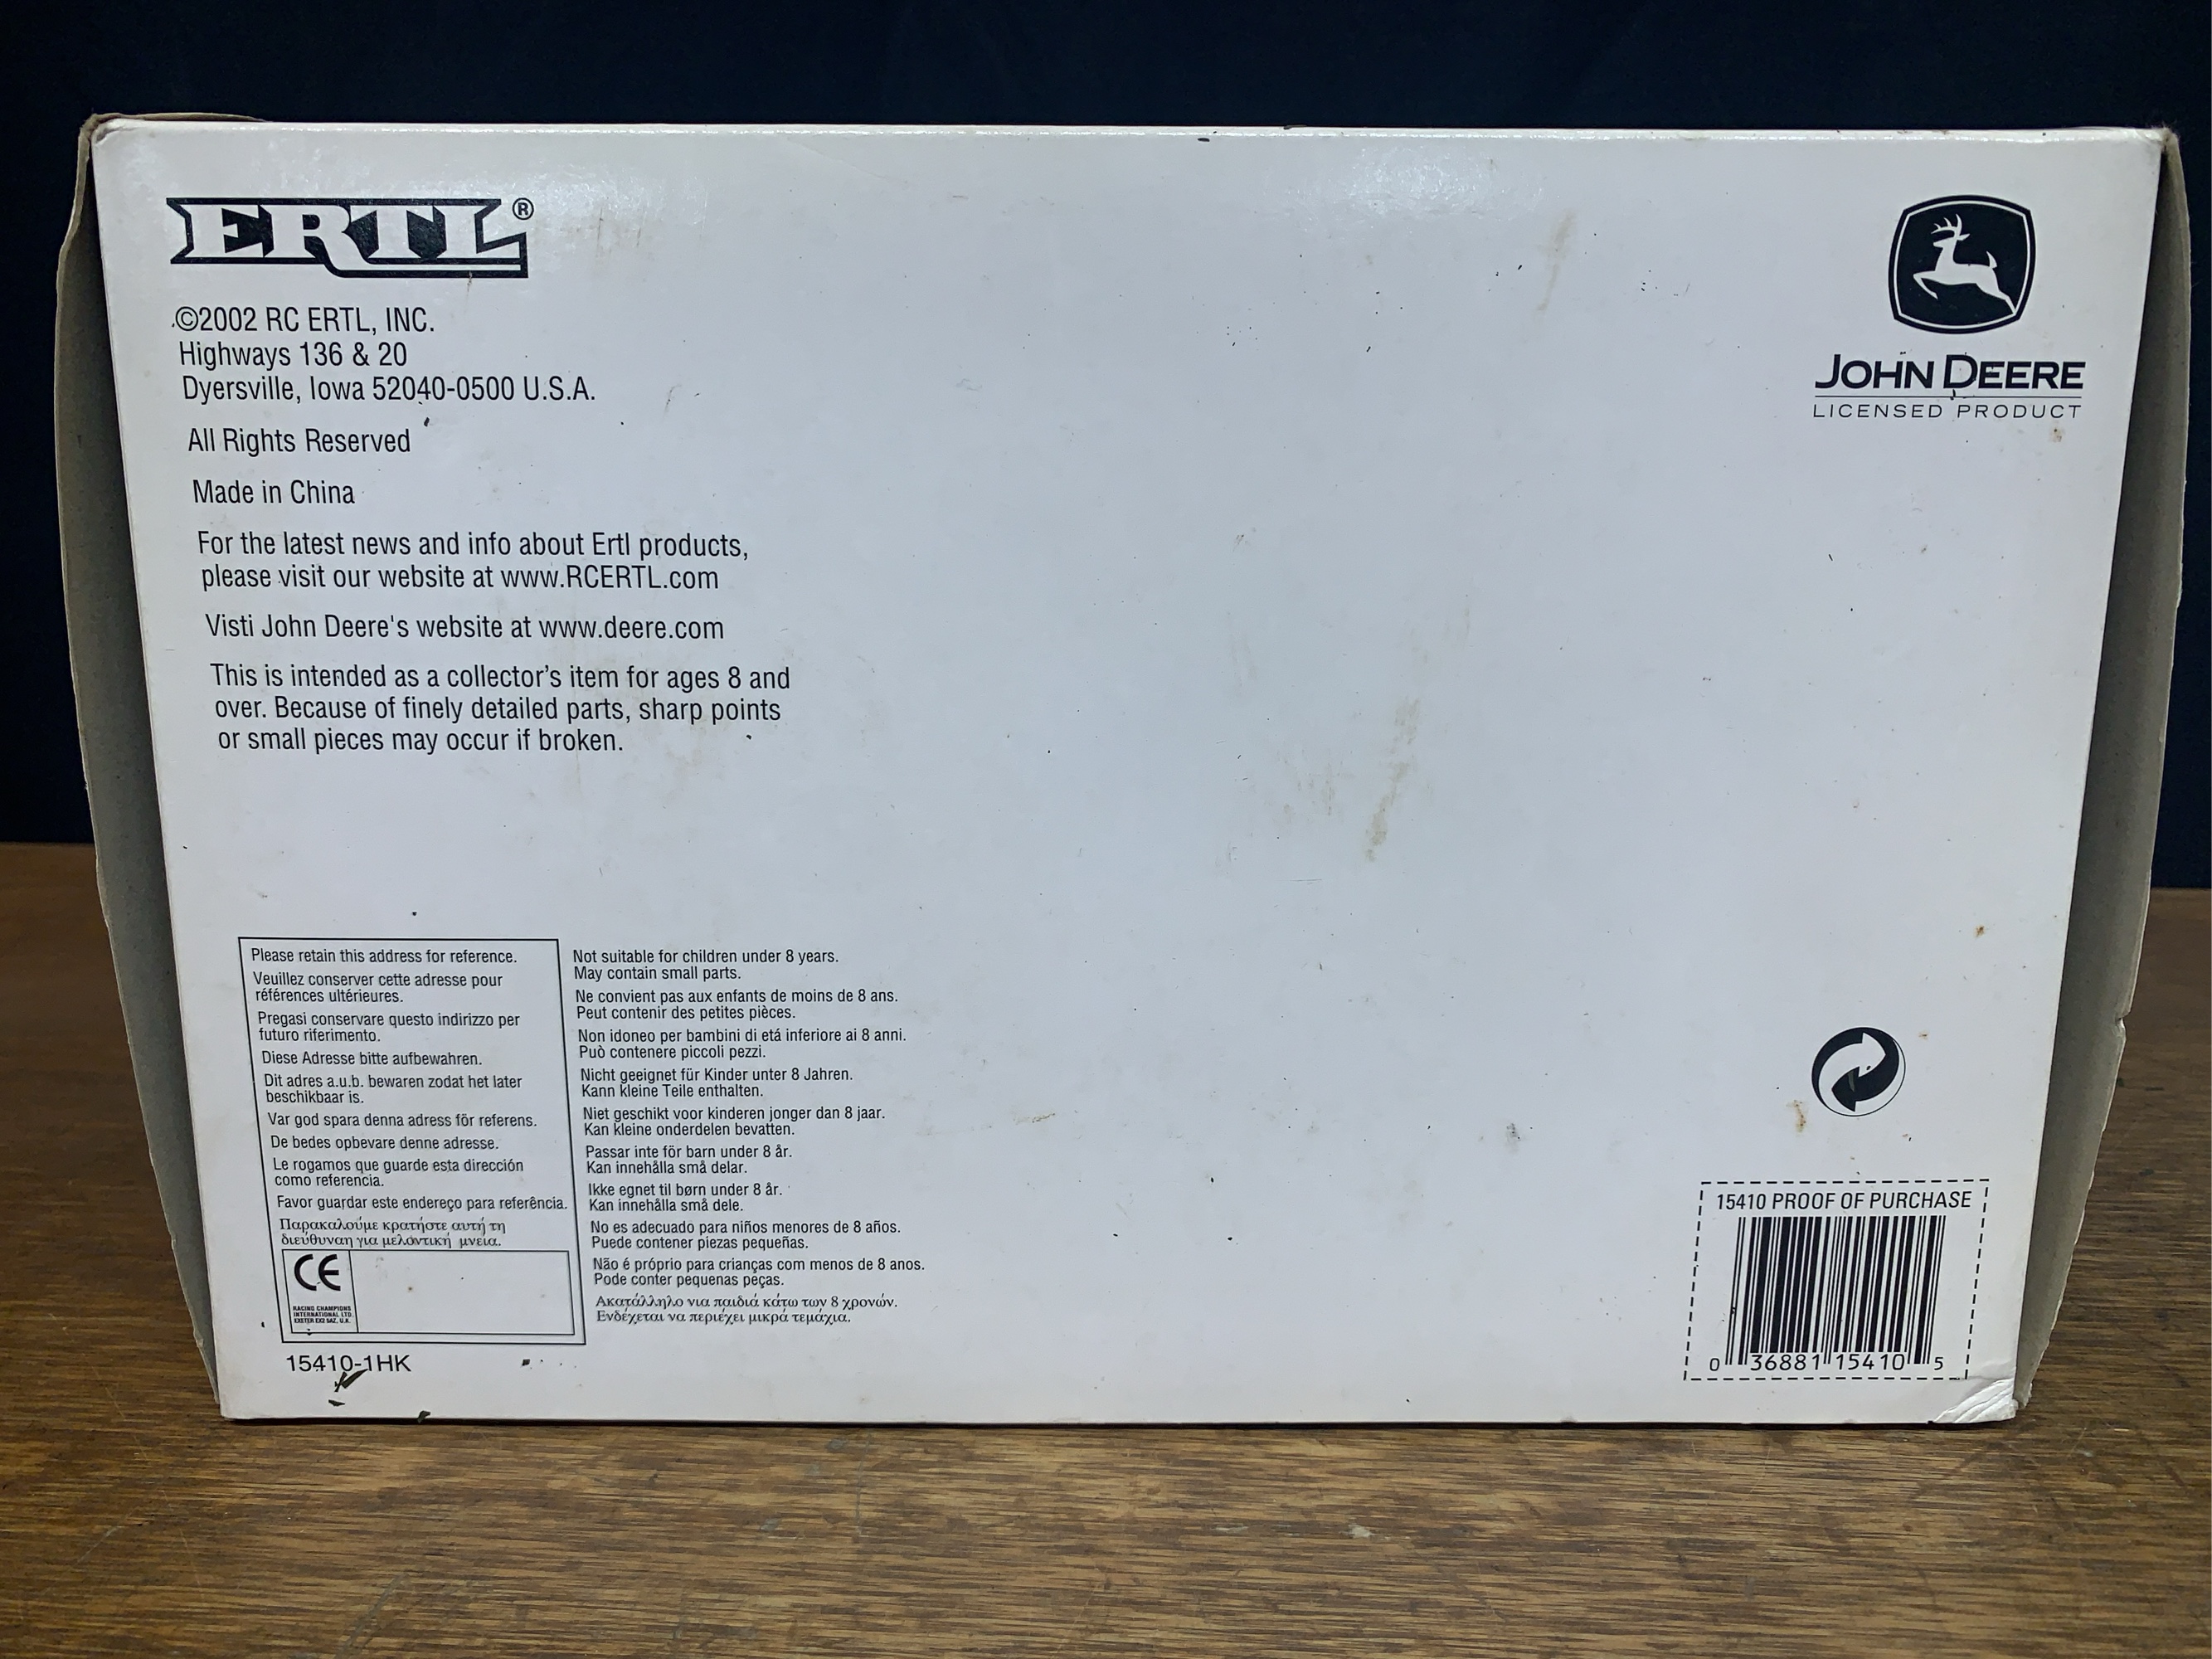 ERTL®
©2002 RC ERTL, INC.
Highways 136 & 20
Dyersville, Iowa 52040-0500 U.S.A.
All Rights Reserved
Made in China
For the latest news and info about Ertl products,
please visit our website at www.RCERTL.com
Visti John Deere's website at www.deere.com
This is intended as a collector's item for ages 8 and
over. Because of finely detailed parts, sharp points
or small pieces may occur if broken.
JOHN DEERE
LICENSED PRODUCT
Please retain this address for reference.
Veuillez conserver cette adresse pour
références ultérieures.
Pregasi conservare questo indirizzo per
futuro riferimento.
Diese Adresse bitte aufbewahren.
Dit adres a.u.b. bewaren zodat het later
beschikbaar is.
Var god spara denna adress för referens.
De bedes opbevare denne adresse.
Le rogamos que guarde esta dirección
como referencia.
Favor guardar este endereço para referência.
Παρακαλούμε κρατήστε αυτή τη
διεύθυναη για μελοντική μνεία.
CE
RACING CHAMPIONS
INTERNATIONAL LTD.
EXETER EX2 8AZ, U.K.
15410-1HK
Not suitable for children under 8 years.
May contain small parts.
Ne convient pas aux enfants de moins de 8 ans.
Peut contenir des petites pièces.
Non idoneo per bambini di etá inferiore ai 8 anni.
Può contenere piccoli pezzi.
Nicht geeignet für Kinder unter 8 Jahren.
Kann kleine Teile enthalten.
Niet geschikt voor kinderen jonger dan 8 jaar.
Kan kleine onderdelen bevatten.
Passar inte för barn under 8 år.
Kan innehålla små delar.
Ikke egnet til børn under 8 år.
Kan innehålla små dele.
No es adecuado para niños menores de 8 años.
Puede contener piezas pequeñas.
Não é próprio para crianças com menos de 8 anos.
Pode conter pequenas peças.
Ακατάλληλο νια παιδιά κάτω των 8 χρονών.
Ενδέχεται να περιέχει μικρά τεμάχια.
15410 PROOF OF PURCHASE
0 36881 15410 5